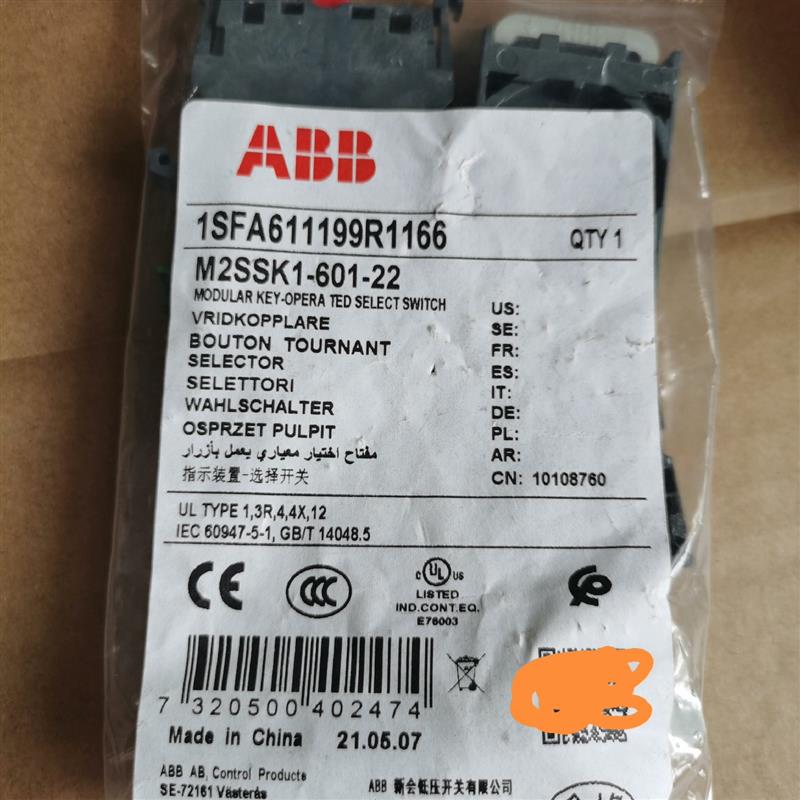 ABB
1SFA611199R1166 QTY 1
M2SSK1-601-22
MODULAR KEY-OPERA TED SELECT SWITCH US:
VRIDKOPPLARE SE:
BOUTON TOURNANT FR:
SELECTOR ES:
SELETTORI IT:
WAHLSCHALTER DE:
OSPRZET PULPIT PL:
مفتاح اختيار معياري يعمل بأزرار AR:
指示装置-选择开关 CN: 10108760
UL TYPE 1,3R,4,4X,12
IEC 60947-5-1, GB/T 14048.5
CE CCC C UL US
LISTED
IND.CONT.EQ.
E76003
7 320500 402474
Made in China 21.05.07
ABB AB, Control Products
SE-72161 Västerås
ABB 新会低压开关有限公司